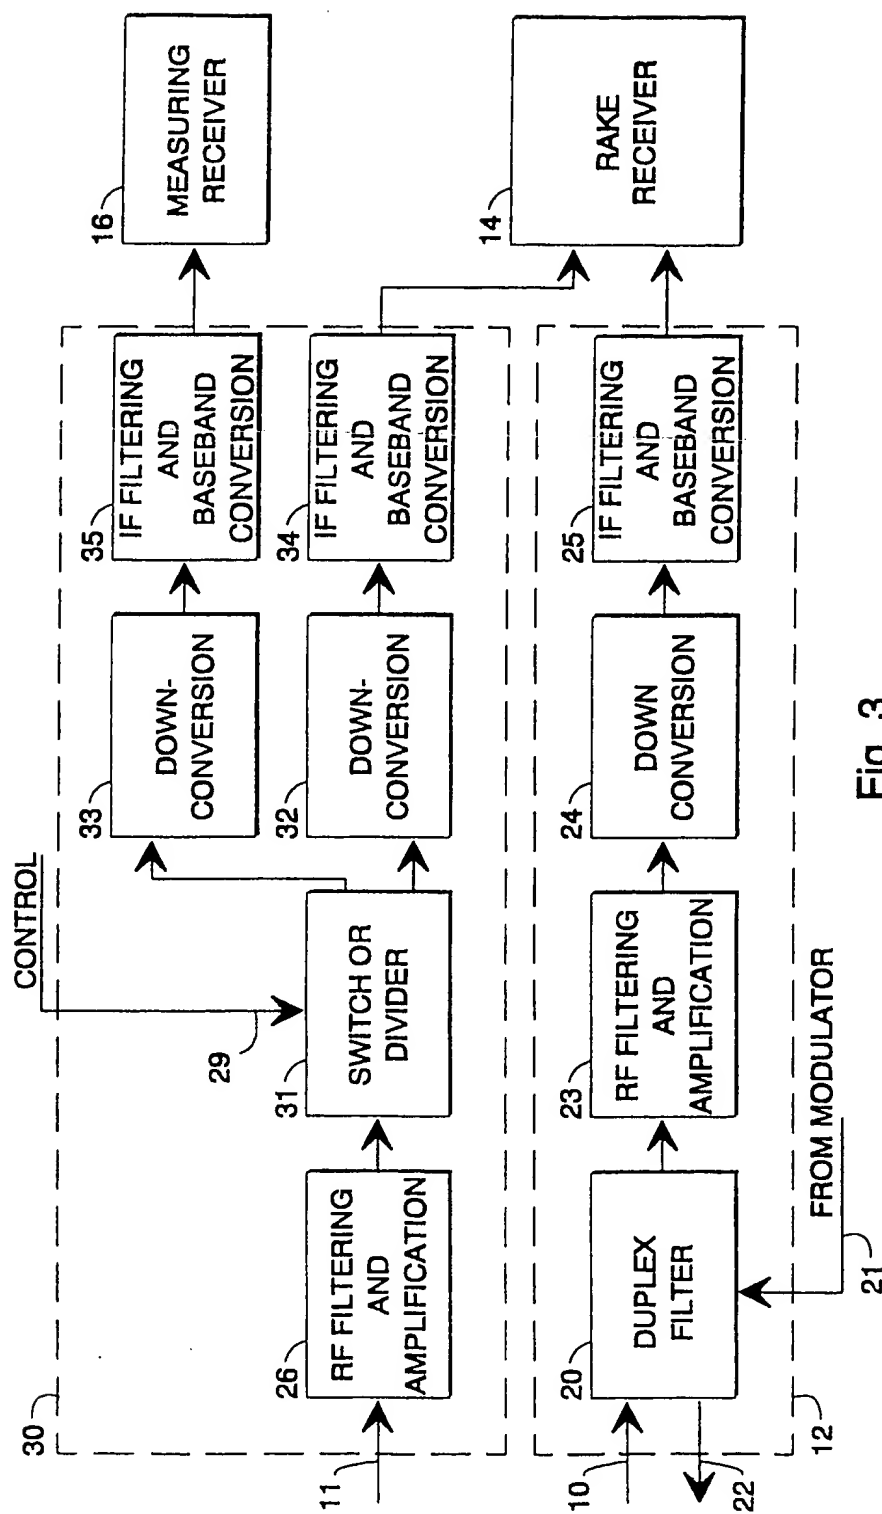 30
CONTROL
29
11
26
RF FILTERING
AND
AMPLIFICATION
31
SWITCH OR
DIVIDER
33
DOWN-
CONVERSION
35
IF FILTERING
AND
BASEBAND
CONVERSION
16
MEASURING
RECEIVER
32
DOWN-
CONVERSION
34
IF FILTERING
AND
BASEBAND
CONVERSION
14
RAKE
RECEIVER
10
22
20
DUPLEX
FILTER
23
RF FILTERING
AND
AMPLIFICATION
24
DOWN
CONVERSION
25
IF FILTERING
AND
BASEBAND
CONVERSION
12
21
FROM MODULATOR
Fig. 3